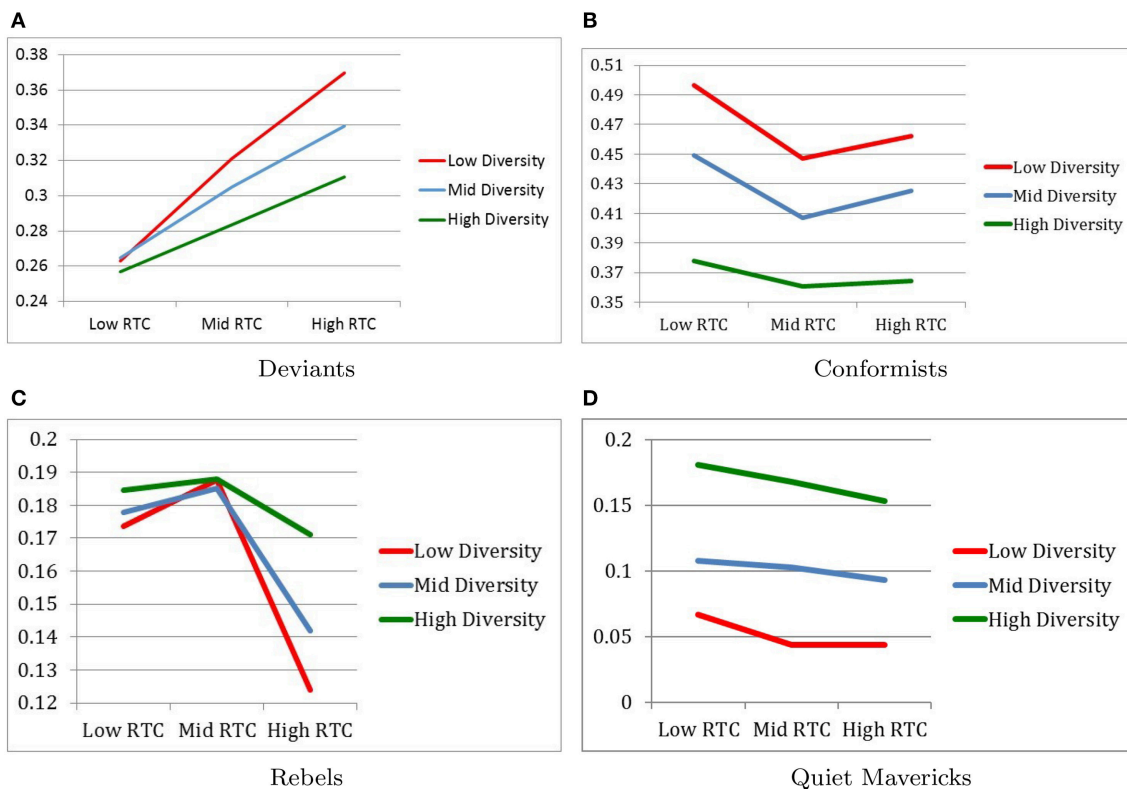 A
0.38
0.36
0.34
0.32
0.3
0.28
0.26
0.24
Low RTC Mid RTC High RTC
Low Diversity
Mid Diversity
High Diversity
Deviants
B
0.51
0.49
0.47
0.45
0.43
0.41
0.39
0.37
0.35
Low RTC Mid RTC High RTC
Low Diversity
Mid Diversity
High Diversity
Conformists
C
0.2
0.19
0.18
0.17
0.16
0.15
0.14
0.13
0.12
Low RTC Mid RTC High RTC
Low Diversity
Mid Diversity
High Diversity
Rebels
D
0.2
0.15
0.1
0.05
0
Low RTC Mid RTC High RTC
Low Diversity
Mid Diversity
High Diversity
Quiet Mavericks